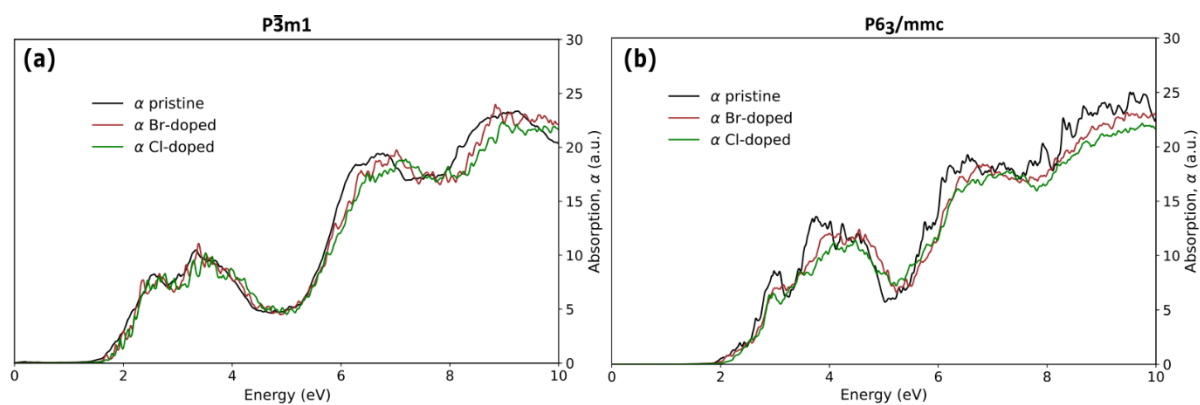 P3̅m1
(a)
α pristine
α Br-doped
α Cl-doped
30
25
20
15
10
5
0
Absorption, α (a.u.)
0 2 4 6 8 10
Energy (eV)
P6₃/mmc
(b)
α pristine
α Br-doped
α Cl-doped
30
25
20
15
10
5
0
Absorption, α (a.u.)
0 2 4 6 8 10
Energy (eV)